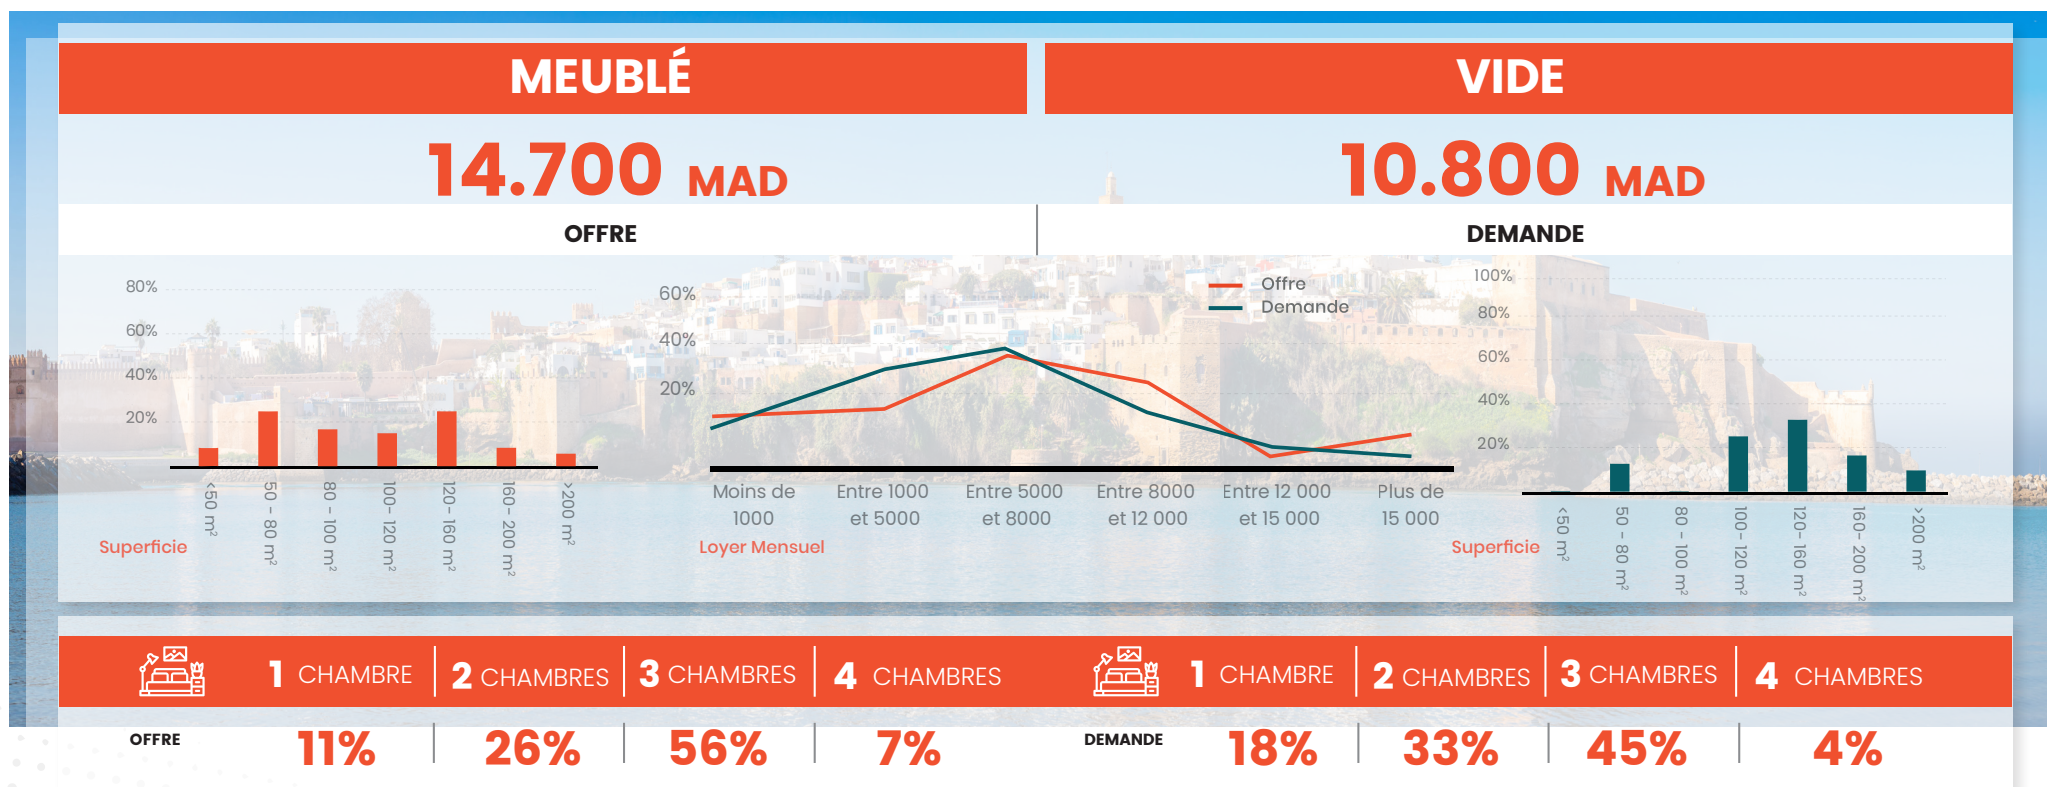 MEUBLÉ
VIDE
14.700 MAD
10.800 MAD
OFFRE
DEMANDE
80%
60%
40%
20%
<50 m²
50 - 80 m²
80 - 100 m²
100 - 120 m²
120 - 160 m²
160 - 200 m²
>200 m²
Superficie
60%
40%
20%
Offre
Demande
Moins de
1000
Entre 1000
et 5000
Entre 5000
et 8000
Entre 8000
et 12 000
Entre 12 000
et 15 000
Plus de
15 000
Loyer Mensuel
100%
80%
60%
40%
20%
<50 m²
50 - 80 m²
80 - 100 m²
100 - 120 m²
120 - 160 m²
160 - 200 m²
>200 m²
Superficie
1 CHAMBRE
2 CHAMBRES
3 CHAMBRES
4 CHAMBRES
1 CHAMBRE
2 CHAMBRES
3 CHAMBRES
4 CHAMBRES
OFFRE
11%
26%
56%
7%
DEMANDE
18%
33%
45%
4%